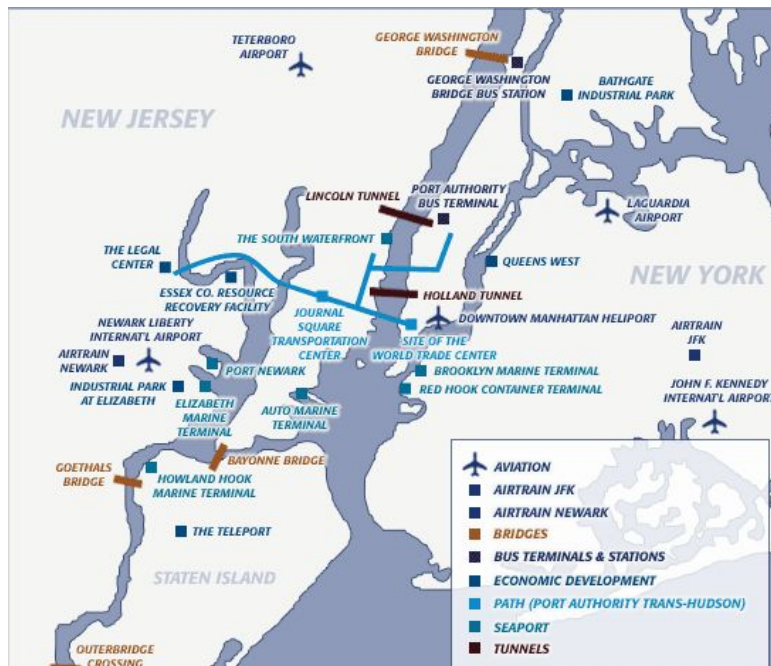 TETERBORO
AIRPORT
GEORGE WASHINGTON
BRIDGE
GEORGE WASHINGTON
BRIDGE BUS STATION
BATHGATE
INDUSTRIAL PARK
NEW JERSEY
LINCOLN TUNNEL
PORT AUTHORITY
BUS TERMINAL
LAGUARDIA
AIRPORT
THE SOUTH WATERFRONT
THE LEGAL
CENTER
QUEENS WEST
NEW YORK
ESSEX CO. RESOURCE
RECOVERY FACILITY
HOLLAND TUNNEL
JOURNAL
SQUARE
TRANSPORTATION
CENTER
DOWNTOWN MANHATTAN HELIPORT
NEWARK LIBERTY
INTERNAT'L AIRPORT
SITE OF THE
WORLD TRADE CENTER
AIRTRAIN
JFK
AIRTRAIN
NEWARK
PORT NEWARK
BROOKLYN MARINE TERMINAL
INDUSTRIAL PARK
AT ELIZABETH
RED HOOK CONTAINER TERMINAL
JOHN F. KENNEDY
INTERNAT'L AIRPORT
ELIZABETH
MARINE
TERMINAL
AUTO MARINE
TERMINAL
BAYONNE BRIDGE
GOETHALS
BRIDGE
HOWLAND HOOK
MARINE TERMINAL
THE TELEPORT
STATEN ISLAND
OUTERBRIDGE
CROSSING
AVIATION
AIRTRAIN JFK
AIRTRAIN NEWARK
BRIDGES
BUS TERMINALS & STATIONS
ECONOMIC DEVELOPMENT
PATH (PORT AUTHORITY TRANS-HUDSON)
SEAPORT
TUNNELS